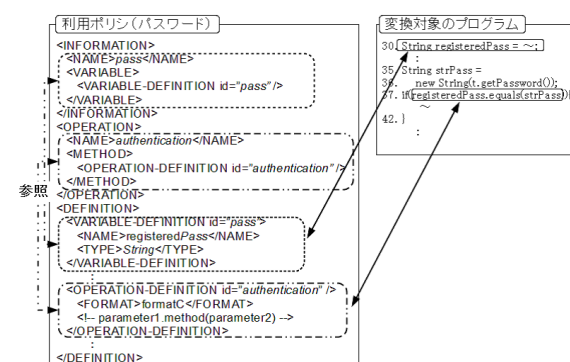 利用ポリシ(パスワード)
<INFORMATION>
<NAME>pass</NAME>
<VARIABLE>
<VARIABLE-DEFINITION id="pass"/>
</VARIABLE>
</INFORMATION>
<OPERATION>
<NAME>authentication</NAME>
<METHOD>
<OPERATION-DEFINITION id="authentication"/>
</METHOD>
</OPERATION>
<DEFINITION>
<VARIABLE-DEFINITION id="pass">
<NAME>registeredPass</NAME>
<TYPE>String</TYPE>
</VARIABLE-DEFINITION>
:
<OPERATION-DEFINITION id="authentication" />
<FORMAT>formatC</FORMAT>
<!-- parameter1.method(parameter2) -->
</OPERATION-DEFINITION>
:
</DEFINITION>
参照
変換対象のプログラム
30. String registeredPass = ~;
:
35. String strPass =
36. new String(t.getPassword());
37. if(registeredPass.equals(strPass)){
~
42. }
: